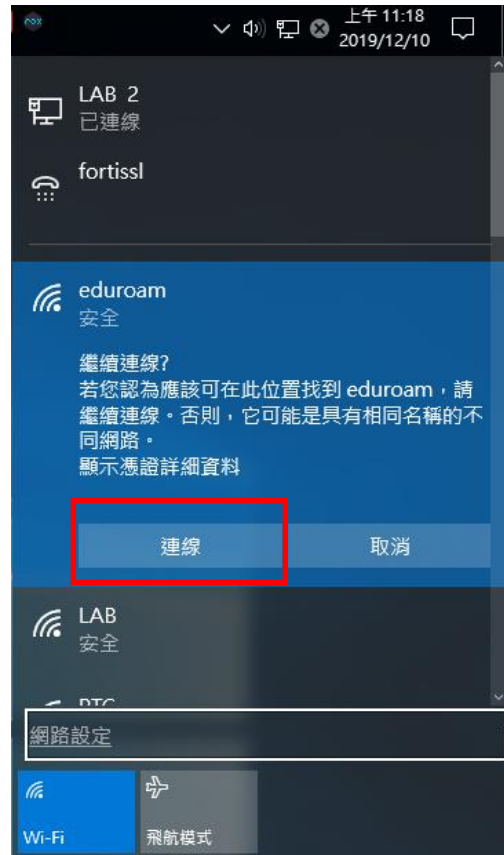 nox
上午 11:18
2019/12/10
LAB 2
已連線
fortissl
eduroam
安全
繼續連線?
若您認為應該可在此位置找到 eduroam，請
繼續連線。否則，它可能是具有相同名稱的不
同網路。
顯示憑證詳細資料
連線
取消
LAB
安全
網路設定
Wi-Fi
飛航模式